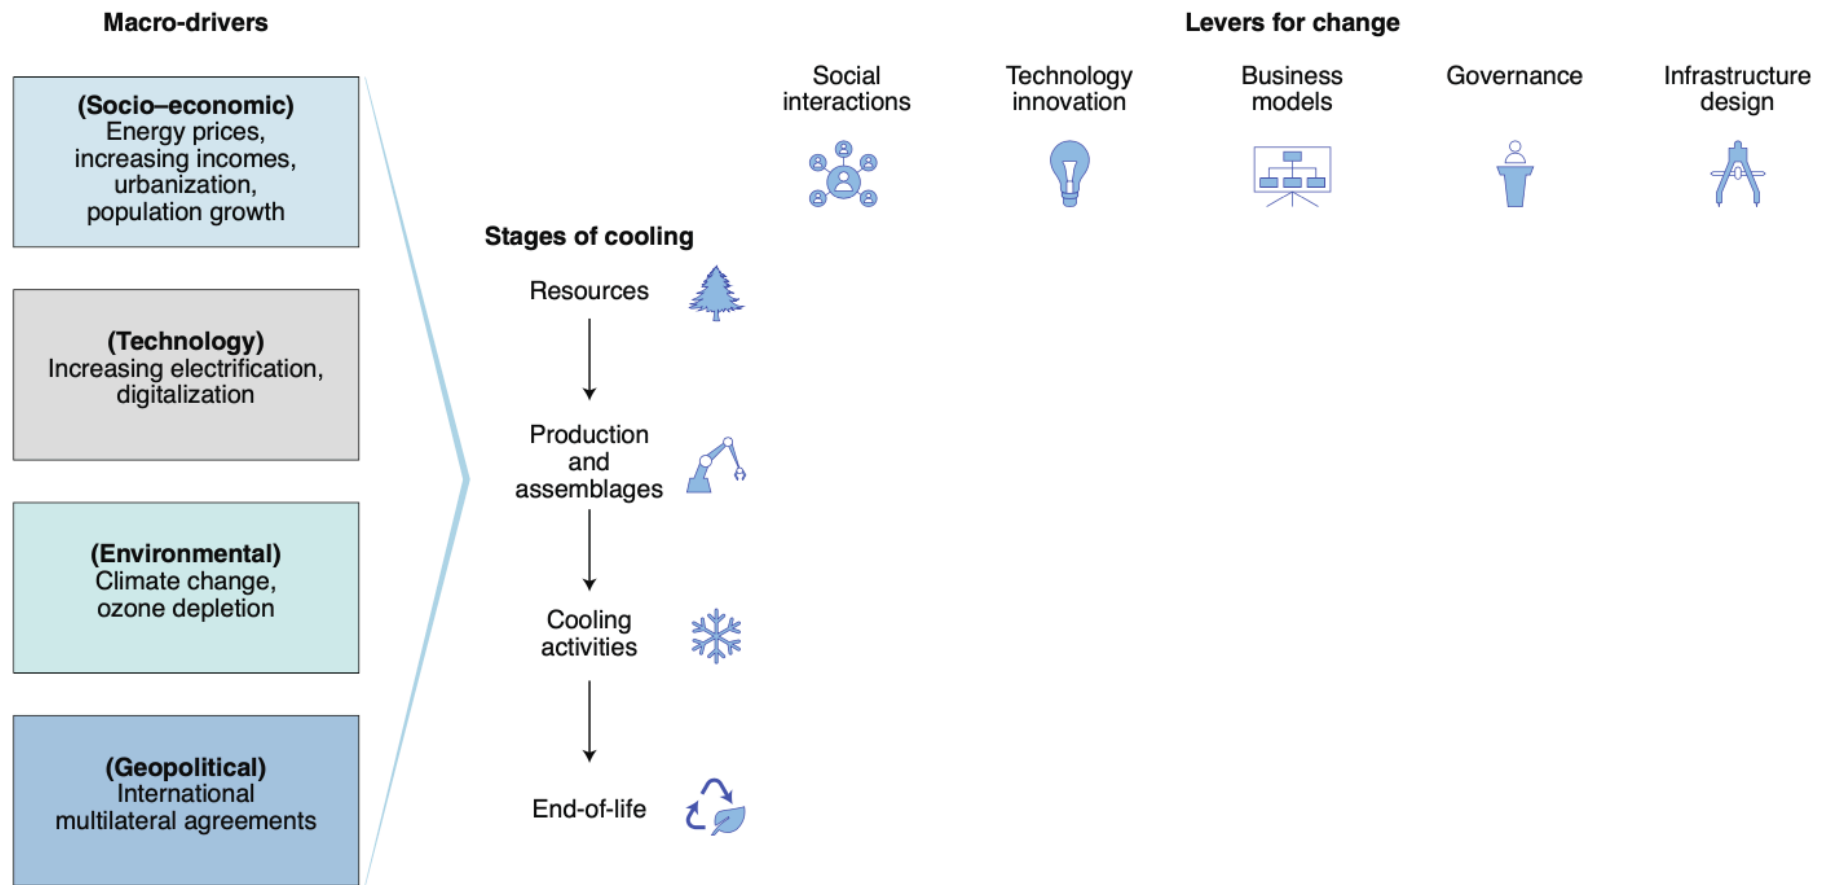 Macro-drivers
(Socio–economic)
Energy prices,
increasing incomes,
urbanization,
population growth
(Technology)
Increasing electrification,
digitalization
(Environmental)
Climate change,
ozone depletion
(Geopolitical)
International
multilateral agreements
Stages of cooling
Resources
Production
and
assemblages
Cooling
activities
End-of-life
Levers for change
Social
interactions
Technology
innovation
Business
models
Governance
Infrastructure
design